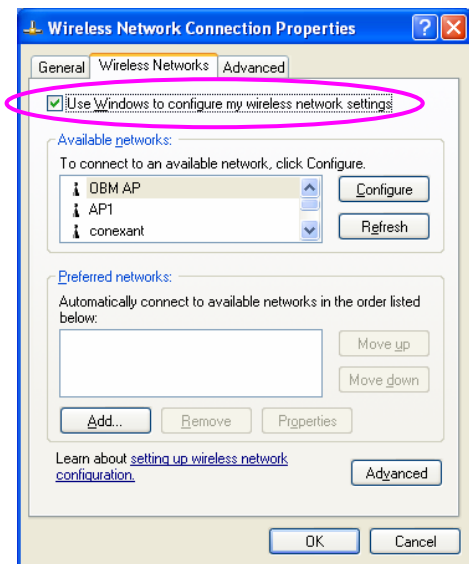 Wireless Network Connection Properties
General Wireless Networks Advanced
Use Windows to configure my wireless network settings
Available networks:
To connect to an available network, click Configure.
OBM AP
Configure
AP1
conexant
Refresh
Preferred networks:
Automatically connect to available networks in the order listed
below:
Move up
Move down
Add... Remove Properties
Learn about setting up wireless network
configuration.
Advanced
OK Cancel